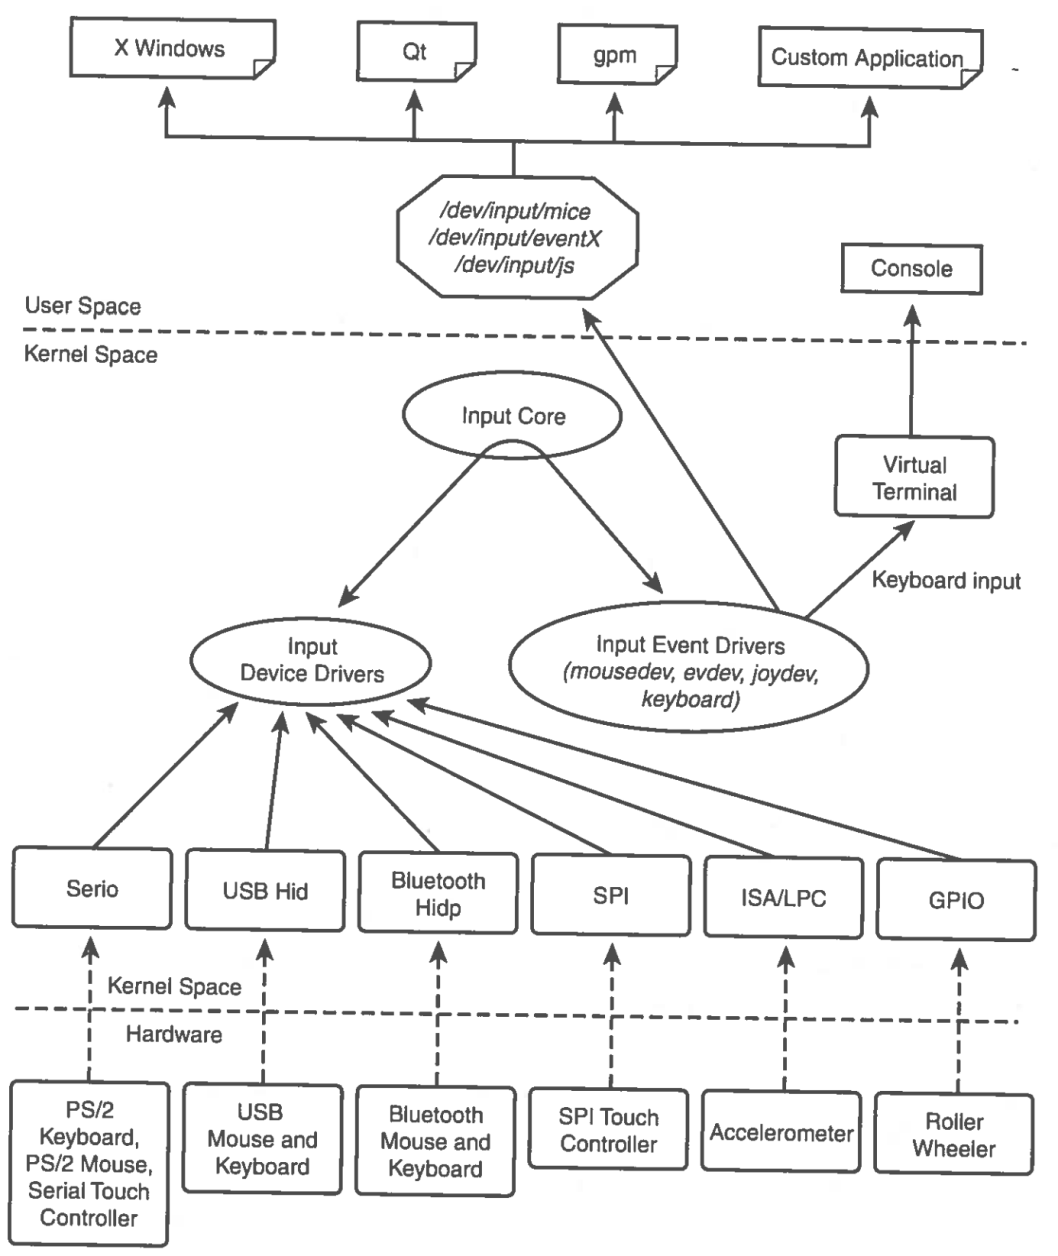 X Windows
Qt
gpm
Custom Application
/dev/input/mice
/dev/input/eventX
/dev/input/js
Console
User Space
Kernel Space
Input Core
Virtual
Terminal
Keyboard input
Input
Device Drivers
Input Event Drivers
(mousedev, evdev, joydev,
keyboard)
Serio
USB Hid
Bluetooth
Hidp
SPI
ISA/LPC
GPIO
Kernel Space
Hardware
PS/2
Keyboard,
PS/2 Mouse,
Serial Touch
Controller
USB
Mouse and
Keyboard
Bluetooth
Mouse and
Keyboard
SPI Touch
Controller
Accelerometer
Roller
Wheeler